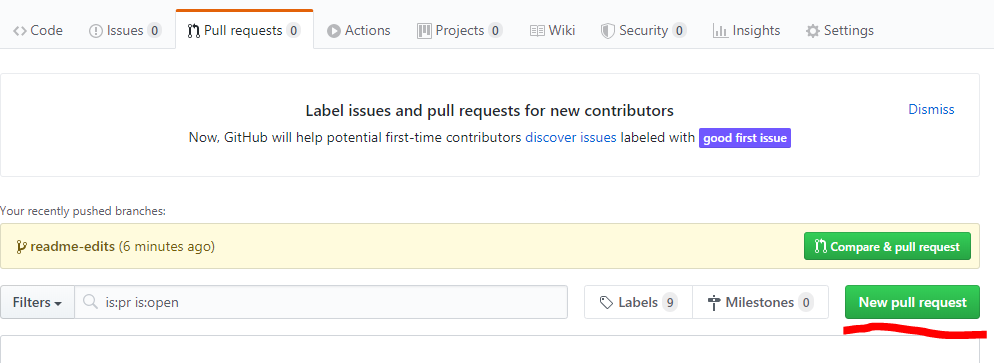 Code Issues 0 Pull requests 0 Actions Projects 0 Wiki Security 0 Insights Settings
Label issues and pull requests for new contributors Dismiss
Now, GitHub will help potential first-time contributors discover issues labeled with good first issue
Your recently pushed branches:
readme-edits (6 minutes ago) Compare & pull request
Filters is:pr is:open Labels 9 Milestones 0 New pull request